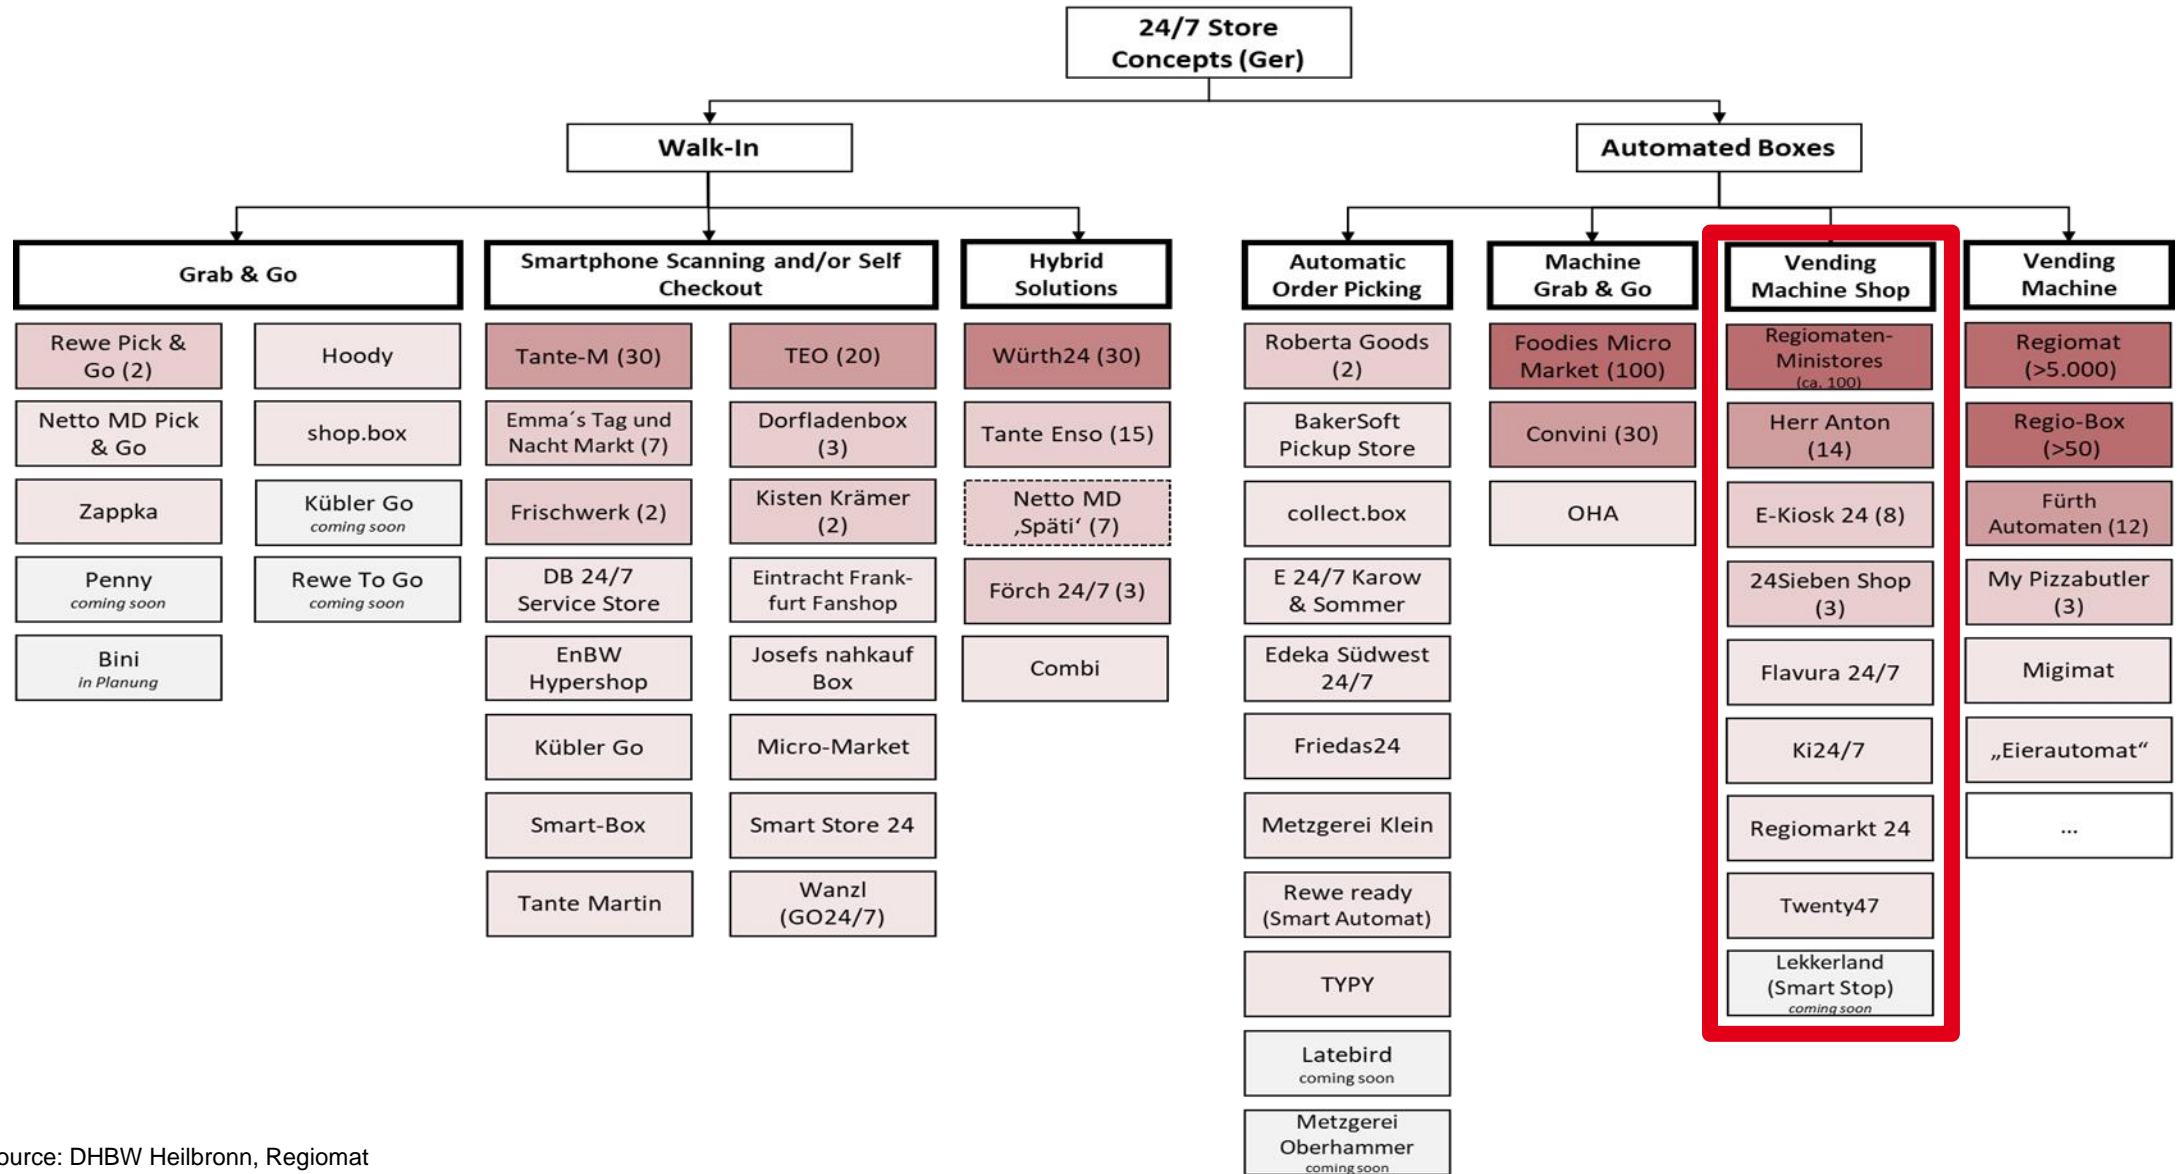 24/7 Store
Concepts (Ger)
Walk-In
Automated Boxes
Grab & Go
Smartphone Scanning and/or Self
Checkout
Hybrid
Solutions
Automatic
Order Picking
Machine
Grab & Go
Vending
Machine Shop
Vending
Machine
Rewe Pick &
Go (2)
Netto MD Pick
& Go
Zappka
Penny
coming soon
Bini
in Planung
Hoody
shop.box
Kübler Go
coming soon
Rewe To Go
coming soon
Tante-M (30)
Emma´s Tag und
Nacht Markt (7)
Frischwerk (2)
DB 24/7
Service Store
EnBW
Hypershop
Kübler Go
Smart-Box
Tante Martin
TEO (20)
Dorfladenbox
(3)
Kisten Krämer
(2)
Eintracht Frank-
furt Fanshop
Josefs nahkauf
Box
Micro-Market
Smart Store 24
Wanzl
(GO24/7)
Würth24 (30)
Tante Enso (15)
Netto MD
‚Späti‘ (7)
Förch 24/7 (3)
Combi
Roberta Goods
(2)
BakerSoft
Pickup Store
collect.box
E 24/7 Karow
& Sommer
Edeka Südwest
24/7
Friedas24
Metzgerei Klein
Rewe ready
(Smart Automat)
TYPY
Latebird
coming soon
Metzgerei
Oberhammer
coming soon
Foodies Micro
Market (100)
Convini (30)
OHA
Regiomaten-
Ministores
(ca. 100)
Herr Anton
(14)
E-Kiosk 24 (8)
24Sieben Shop
(3)
Flavura 24/7
Ki24/7
Regiomarkt 24
Twenty47
Lekkerland
(Smart Stop)
coming soon
Regiomat
(>5.000)
Regio-Box
(>50)
Fürth
Automaten (12)
My Pizzabutler
(3)
Migimat
„Eierautomat“
...
ource: DHBW Heilbronn, Regiomat